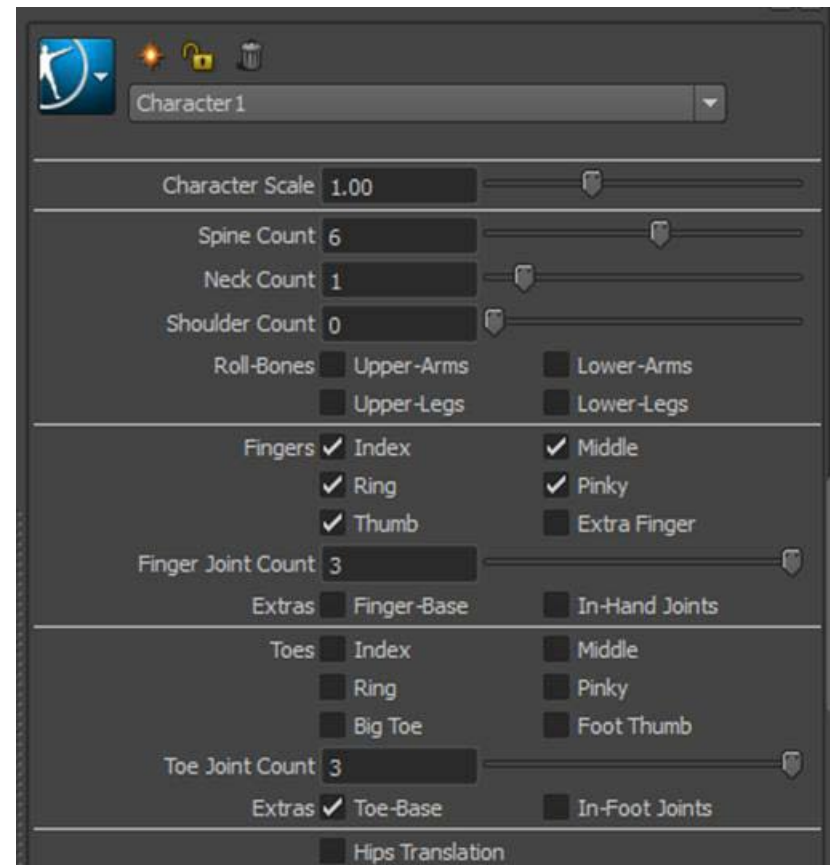 Character1
Character Scale 1.00
Spine Count 6
Neck Count 1
Shoulder Count 0
Roll-Bones Upper-Arms Lower-Arms
Upper-Legs Lower-Legs
Fingers Index Middle
Ring Pinky
Thumb Extra Finger
Finger Joint Count 3
Extras Finger-Base In-Hand Joints
Toes Index Middle
Ring Pinky
Big Toe Foot Thumb
Toe Joint Count 3
Extras Toe-Base In-Foot Joints
Hips Translation